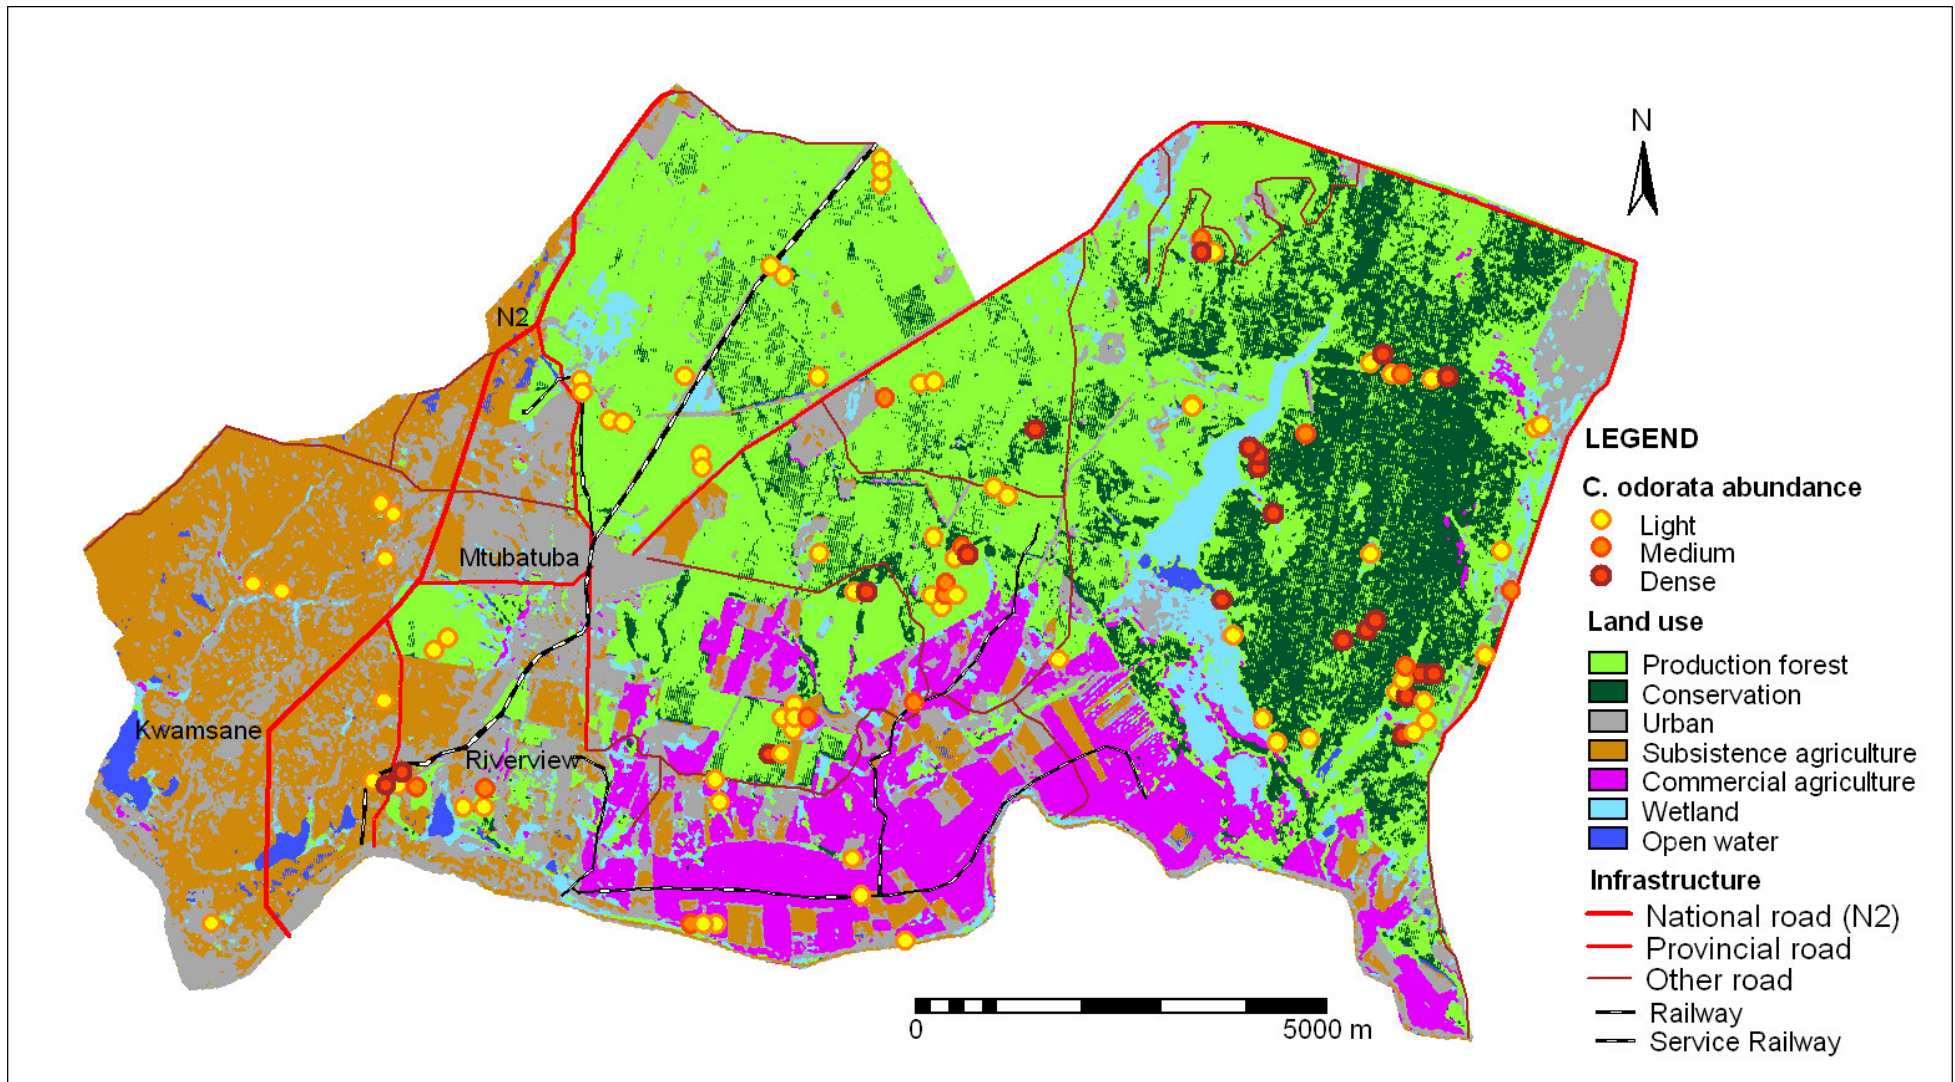 N
N2
Mtubatuba
Kwamsane
Riverview
LEGEND
C. odorata abundance
Light
Medium
Dense
Land use
Production forest
Conservation
Urban
Subsistence agriculture
Commercial agriculture
Wetland
Open water
Infrastructure
National road (N2)
Provincial road
Other road
Railway
Service Railway
0 5000 m